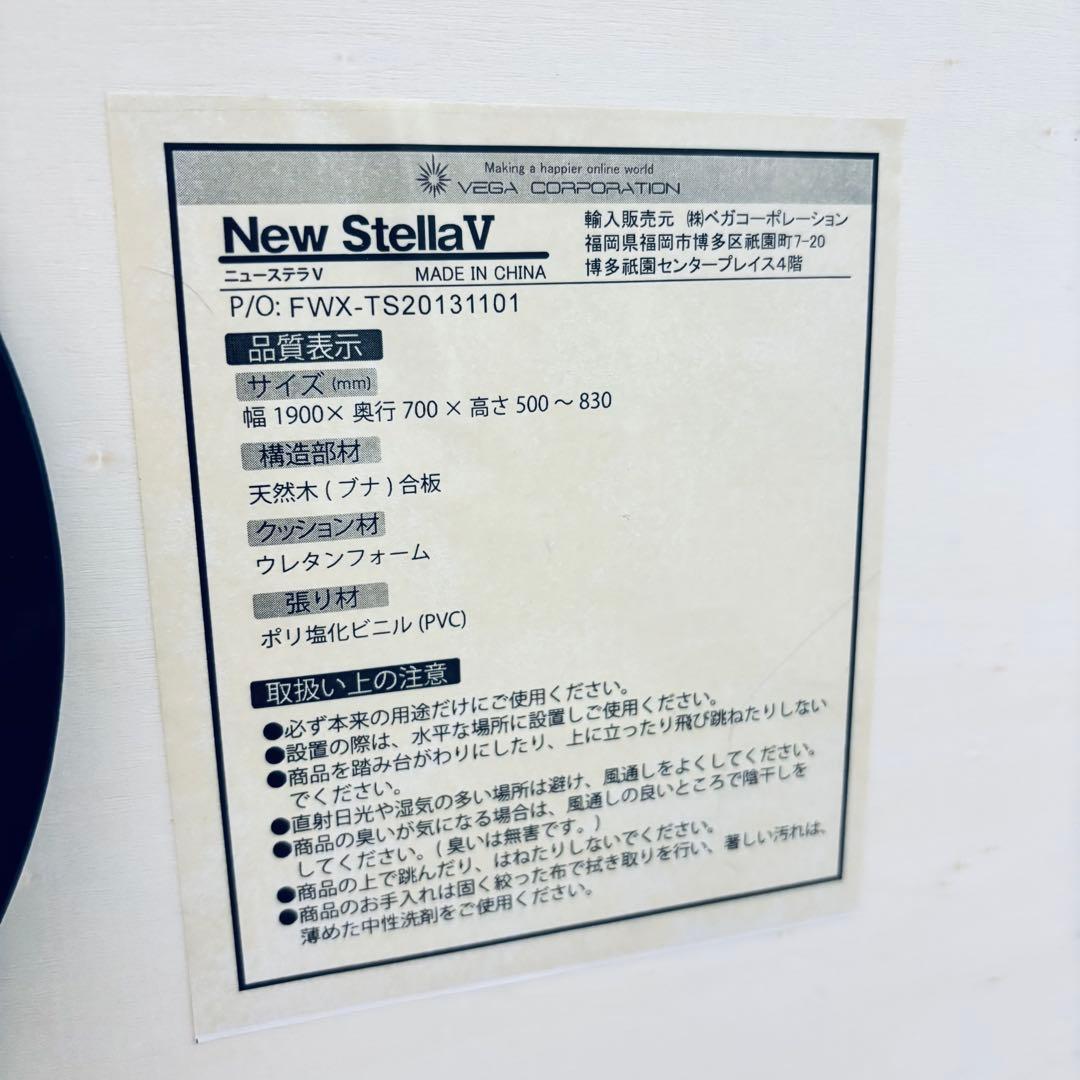 Making a happier online world
VEGA CORPORATION
New StellaV
ニューステラV
MADE IN CHINA
輸入販売元 ㈱ベガコーポレーション
福岡県福岡市博多区祇園町7-20
博多祇園センタープレイス4階
P/O: FWX-TS20131101
品質表示
サイズ (mm)
幅 1900× 奥行 700 × 高さ 500 ～ 830
構造部材
天然木 ( ブナ ) 合板
クッション材
ウレタンフォーム
張り材
ポリ塩化ビニル (PVC)
取扱い上の注意
●必ず本来の用途だけにご使用ください。
●設置の際は、水平な場所に設置しご使用ください。
●商品を踏み台がわりにしたり、上に立ったり飛び跳ねたりしない
でください。
●直射日光や湿気の多い場所は避け、風通しをよくしてください。
●商品の臭いが気になる場合は、風通しの良いところで陰干しを
してください。( 臭いは無害です。)
●商品の上で跳んだり、はねたりしないでください。
●商品のお手入れは固く絞った布で拭き取りを行い、著しい汚れは、
薄めた中性洗剤をご使用ください。